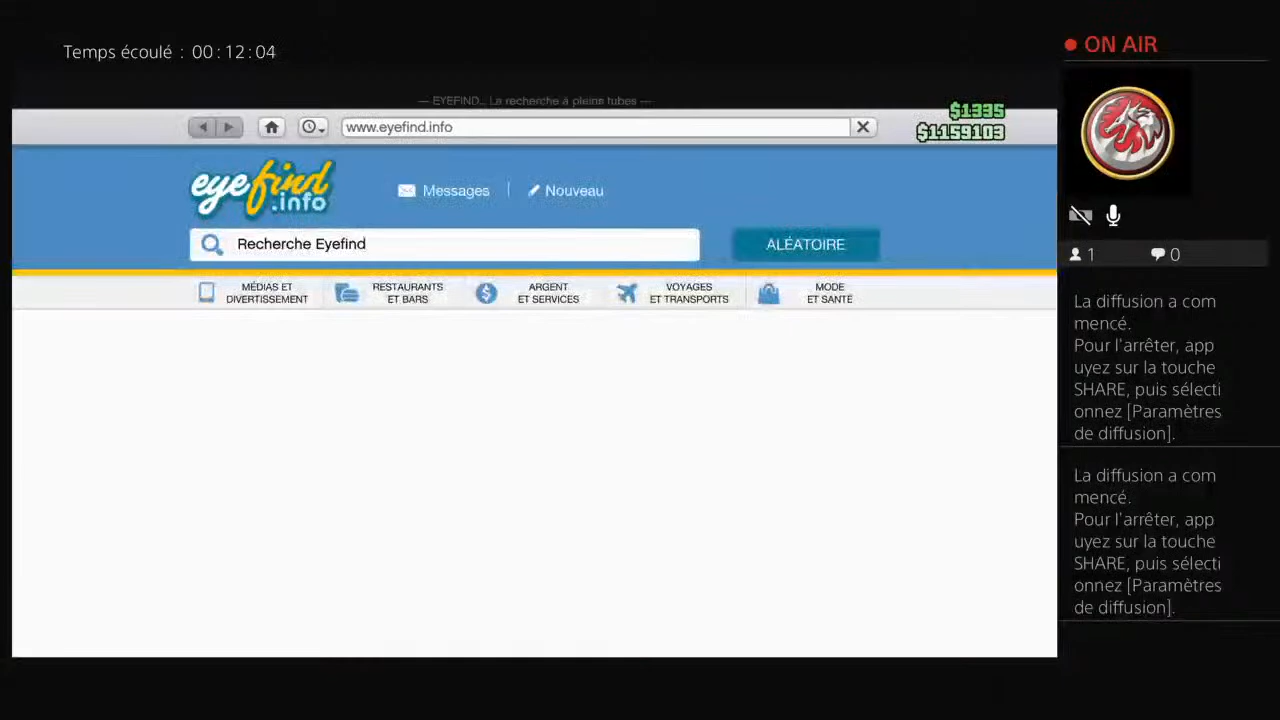 Temps écoulé : 00:12:04
ON AIR
— EYEFIND... La recherche à pleins tubes —
$1335
www.eyefind.info
$1159103
eyefind
.info
Messages
Nouveau
Recherche Eyefind
ALÉATOIRE
1
0
MÉDIAS ET
DIVERTISSEMENT
RESTAURANTS
ET BARS
ARGENT
ET SERVICES
VOYAGES
ET TRANSPORTS
MODE
ET SANTÉ
La diffusion a com
mencé.
Pour l'arrêter, app
uyez sur la touche
SHARE, puis sélecti
onnez [Paramètres
de diffusion].
La diffusion a com
mencé.
Pour l'arrêter, app
uyez sur la touche
SHARE, puis sélecti
onnez [Paramètres
de diffusion].